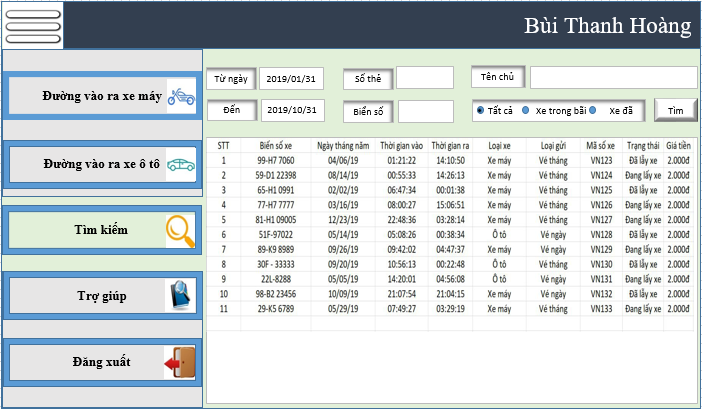 Bùi Thanh Hoàng
Đường vào ra xe máy
Đường vào ra xe ô tô
Tìm kiếm
Trợ giúp
Đăng xuất
Từ ngày 2019/01/31 Số thẻ Tên chủ
Đến 2019/10/31 Biển số Tất cả Xe trong bãi Xe đã Tìm
STT Biển số xe Ngày tháng năm Thời gian vào Thời gian ra Loại xe Loại gửi Mã số xe Trạng thái Giá tiền
1 99-H7 7060 04/06/19 01:21:22 14:10:50 Xe máy Vé tháng VN123 Đã lấy xe 2.000đ
2 59-D1 22398 08/14/19 00:55:33 14:26:13 Xe máy Vé tháng VN124 Đang lấy xe 2.000đ
3 65-H1 0991 02/02/19 06:47:34 00:01:38 Xe máy Vé tháng VN125 Đã lấy xe 2.000đ
4 77-H7 7777 03/16/19 08:00:27 15:06:51 Xe máy Vé tháng VN126 Đang lấy xe 2.000đ
5 81-H1 09005 12/23/19 22:48:36 03:28:14 Xe máy Vé tháng VN127 Đang lấy xe 2.000đ
6 51F-97022 05/14/19 05:08:26 00:38:34 Ô tô Vé ngày VN128 Đã lấy xe 2.000đ
7 89-K9 8989 09/26/19 09:42:02 04:47:37 Xe máy Vé ngày VN129 Đang lấy xe 2.000đ
8 30F - 33333 09/20/19 10:56:13 00:22:48 Ô tô Vé tháng VN130 Đã lấy xe 2.000đ
9 22L-8288 05/05/19 14:20:01 04:56:08 Ô tô Vé ngày VN131 Đang lấy xe 2.000đ
10 98-B2 23456 10/09/19 21:07:54 21:04:15 Xe máy Vé tháng VN132 Đã lấy xe 2.000đ
11 29-K5 6789 05/29/19 07:49:27 03:29:19 Xe máy Vé tháng VN133 Đang lấy xe 2.000đ